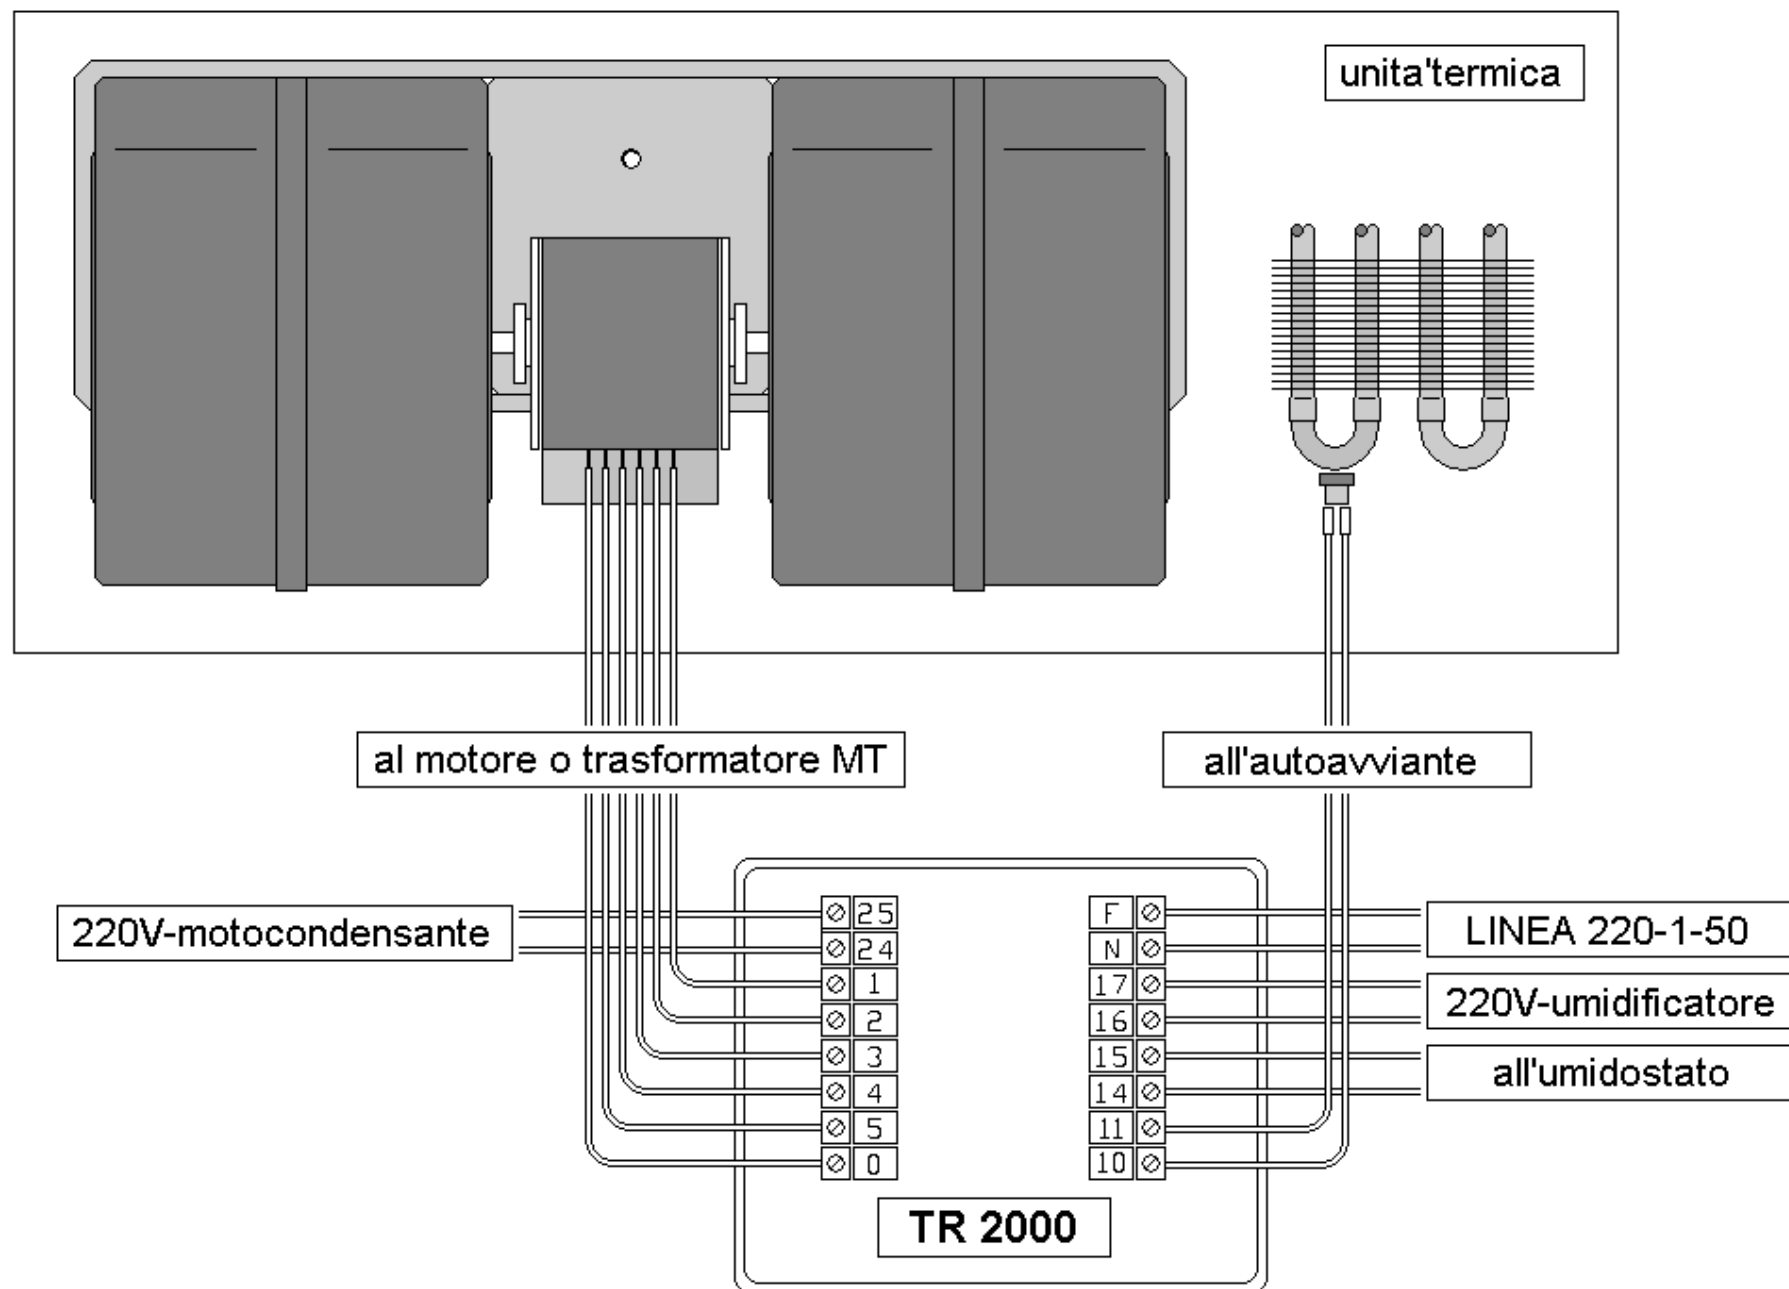 unita'termica
al motore o trasformatore MT
all'autoavviante
220V-motocondensante
25
24
1
2
3
4
5
0
F
N
17
16
15
14
11
10
LINEA 220-1-50
220V-umidificatore
all'umidostato
TR 2000